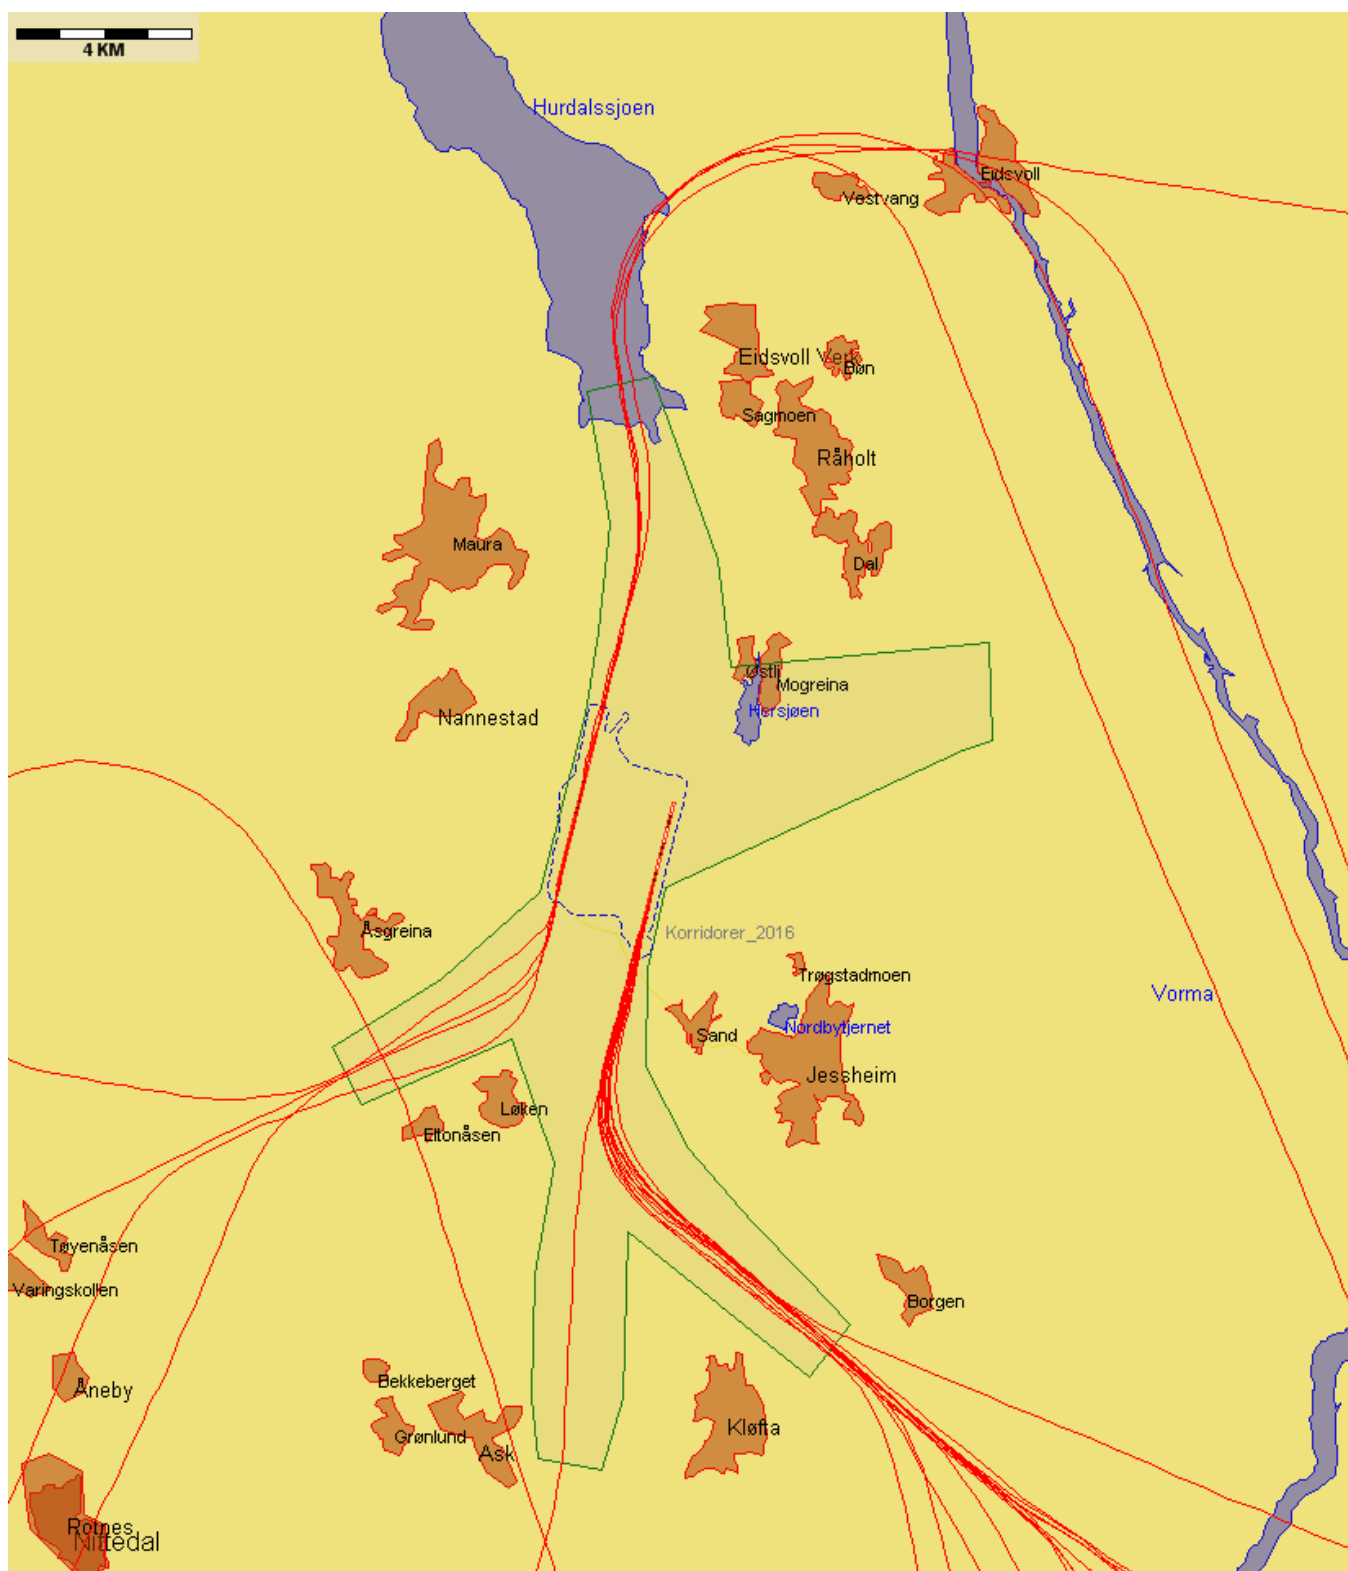 4 KM
Hurdalssjoen
Eidsvoll
Vestvang
Eidsvoll Verk
Bøn
Sagmoen
Råholt
Maura
Dal
Østli
Mogreina
Hersjøen
Nannestad
Åsgreina
Korridorer_2016
Trøgstadmoen
Vorma
Nordbytjernet
Sand
Jessheim
Løken
Eltonåsen
Tøyenåsen
Varingskollen
Borgen
Bekkeberget
Åneby
Grønlund
Kløfta
Ask
Rotnes
Nittedal